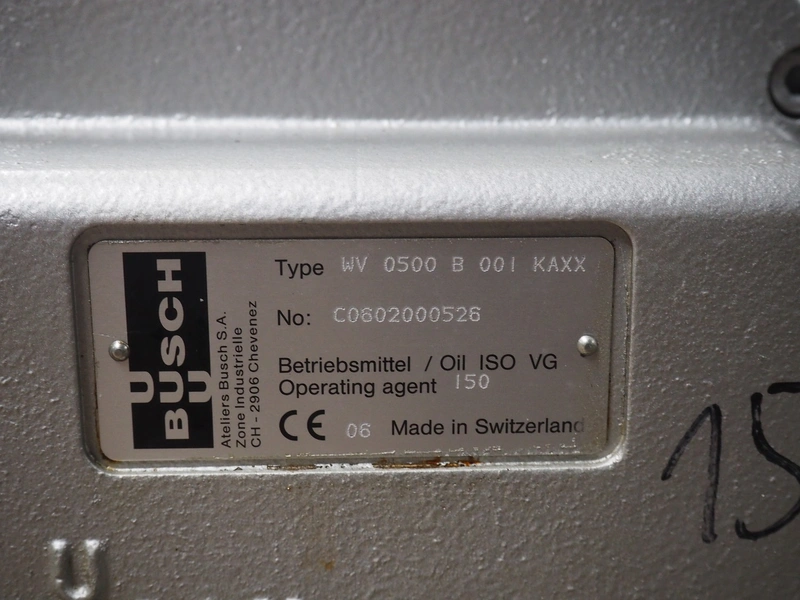 U
BUSCH
U
Ateliers Busch S.A.
Zone Industrielle
CH - 2906 Chevenez
Type WV 0500 B 001 KAXX
No: C0602000526
Betriebsmittel / Oil ISO VG
Operating agent 150
CE 06 Made in Switzerland
15
U